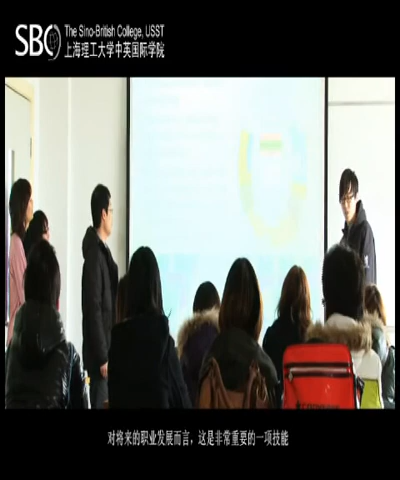 SBC
The Sino-British College, USST
上海理工大学中英国际学院
对将来的职业发展而言，这是非常重要的一项技能